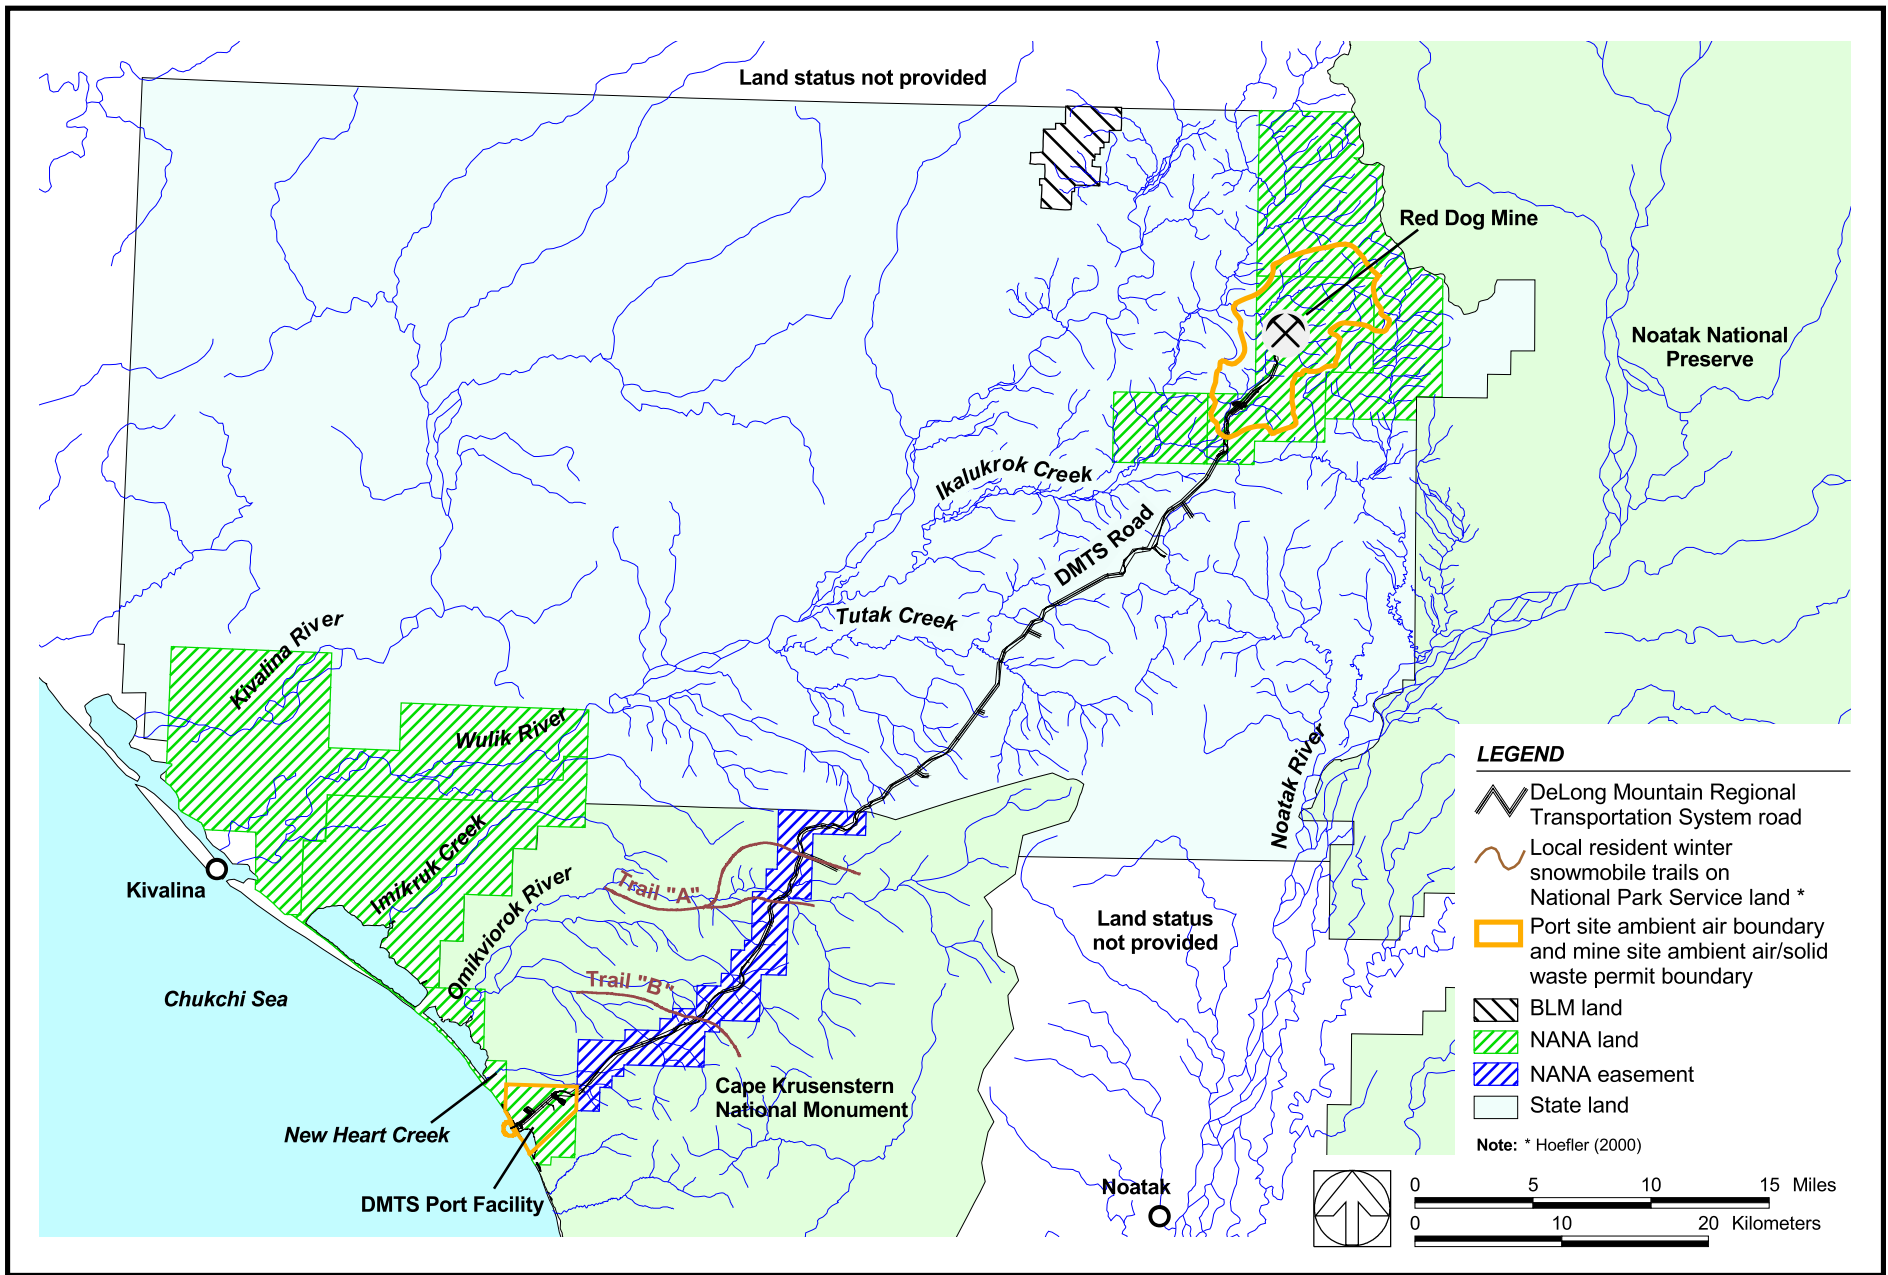 Land status not provided
Red Dog Mine
Noatak National
Preserve
Ikalukrok Creek
DMTS Road
Tutak Creek
Kivalina River
Wulik River
Noatak River
Imikruk Creek
Kivalina
Omikviorok River
Trail "A"
Trail "B"
Land status
not provided
Chukchi Sea
Cape Krusenstern
National Monument
New Heart Creek
DMTS Port Facility
Noatak
LEGEND
DeLong Mountain Regional
Transportation System road
Local resident winter
snowmobile trails on
National Park Service land *
Port site ambient air boundary
and mine site ambient air/solid
waste permit boundary
BLM land
NANA land
NANA easement
State land
Note: * Hoefler (2000)
0 5 10 15 Miles
0 10 20 Kilometers